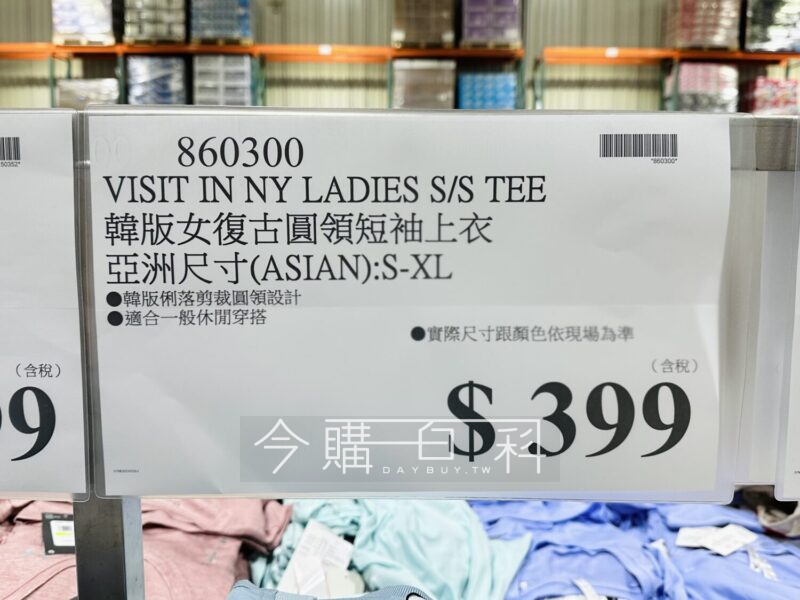 860300
*860300*
VISIT IN NY LADIES S/S TEE
韓版女復古圓領短袖上衣
亞洲尺寸(ASIAN):S-XL
●韓版俐落剪裁圓領設計
●適合一般休閒穿搭
●實際尺寸跟顏色依現場為準
(含稅)
$ 399
(含稅)
99
今購百科
DAYBUY.TW